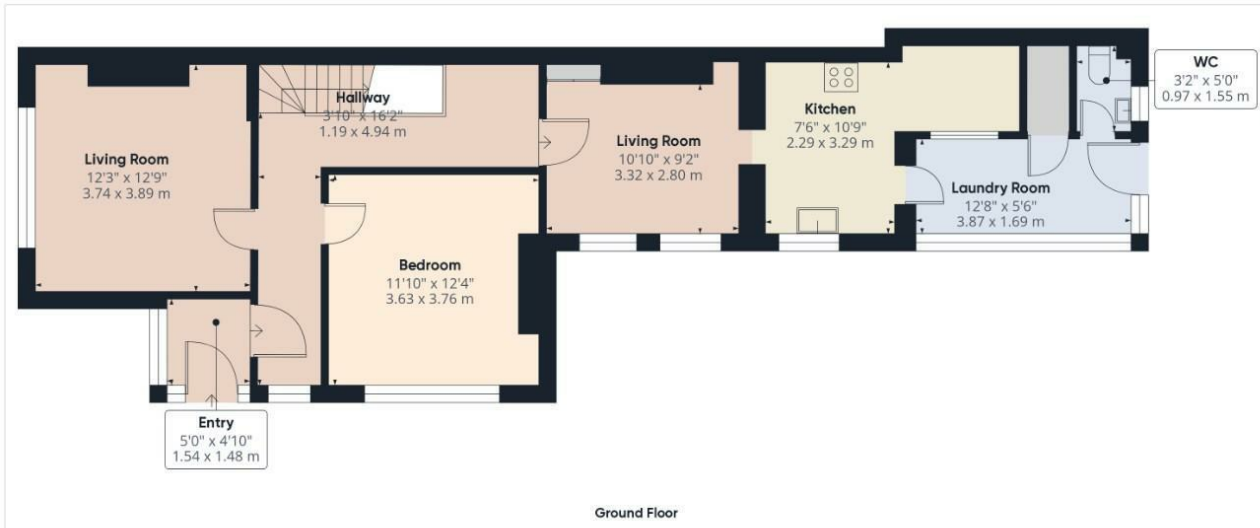 WC
3'2" x 5'0"
0.97 x 1.55 m
Hallway
3'10" x 16'2"
1.19 x 4.94 m
Kitchen
7'6" x 10'9"
2.29 x 3.29 m
Living Room
12'3" x 12'9"
3.74 x 3.89 m
Living Room
10'10" x 9'2"
3.32 x 2.80 m
Laundry Room
12'8" x 5'6"
3.87 x 1.69 m
Bedroom
11'10" x 12'4"
3.63 x 3.76 m
Entry
5'0" x 4'10"
1.54 x 1.48 m
Ground Floor